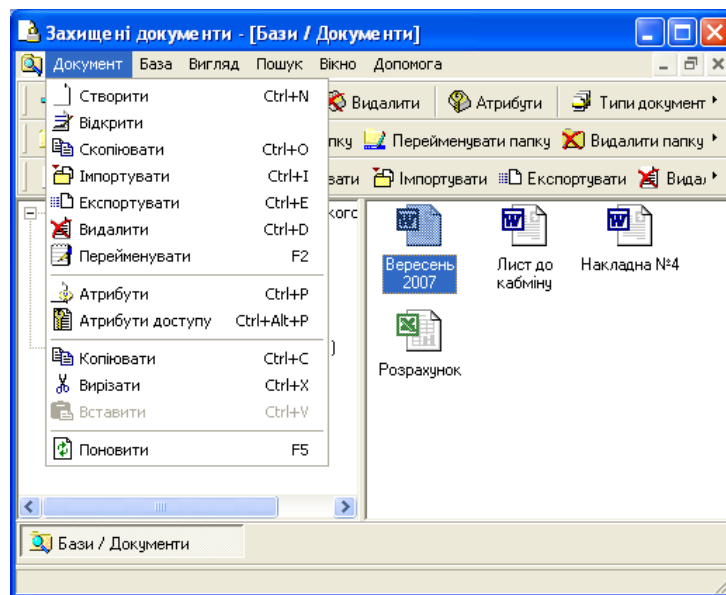 Захищені документи - [Бази / Документи]
Документ База Вигляд Пошук Вікно Допомога
Створити Ctrl+N
Відкрити
Скопіювати Ctrl+O
Імпортувати Ctrl+I
Експортувати Ctrl+E
Видалити Ctrl+D
Перейменувати F2
Атрибути Ctrl+P
Атрибути доступу Ctrl+Alt+P
Копіювати Ctrl+C
Вирізати Ctrl+X
Вставити Ctrl+V
Поновити F5
Видалити Атрибути Типи документ
пку Перейменувати папку Видалити папку
вати Імпортувати Експортувати Вида
кого
)
Вересень
2007
Лист до
кабміну
Накладна №4
Розрахунок
Бази / Документи